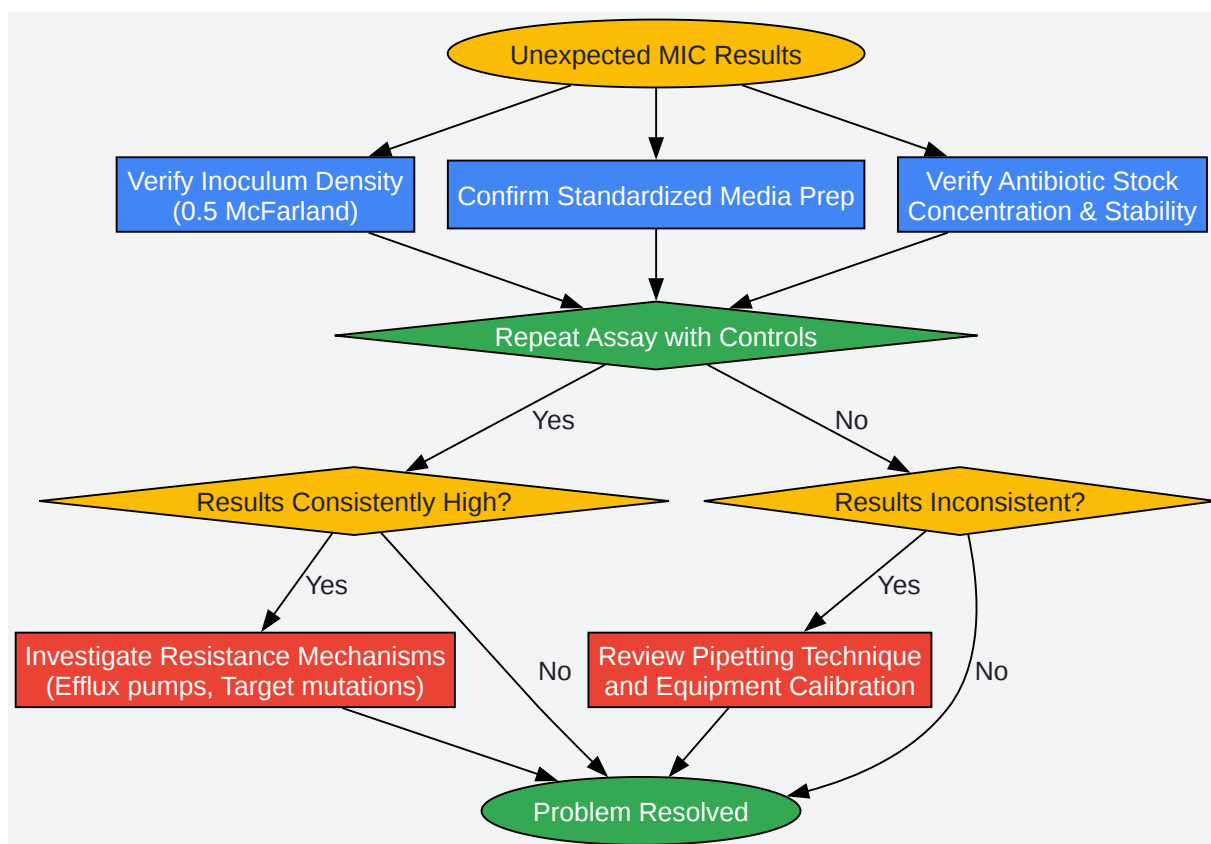 Unexpected MIC Results
Verify Inoculum Density
(0.5 McFarland)
Confirm Standardized Media Prep
Verify Antibiotic Stock
Concentration & Stability
Repeat Assay with Controls
Yes
No
Results Consistently High?
Results Inconsistent?
Yes
No
Yes
No
Investigate Resistance Mechanisms
(Efflux pumps, Target mutations)
Review Pipetting Technique
and Equipment Calibration
Problem Resolved